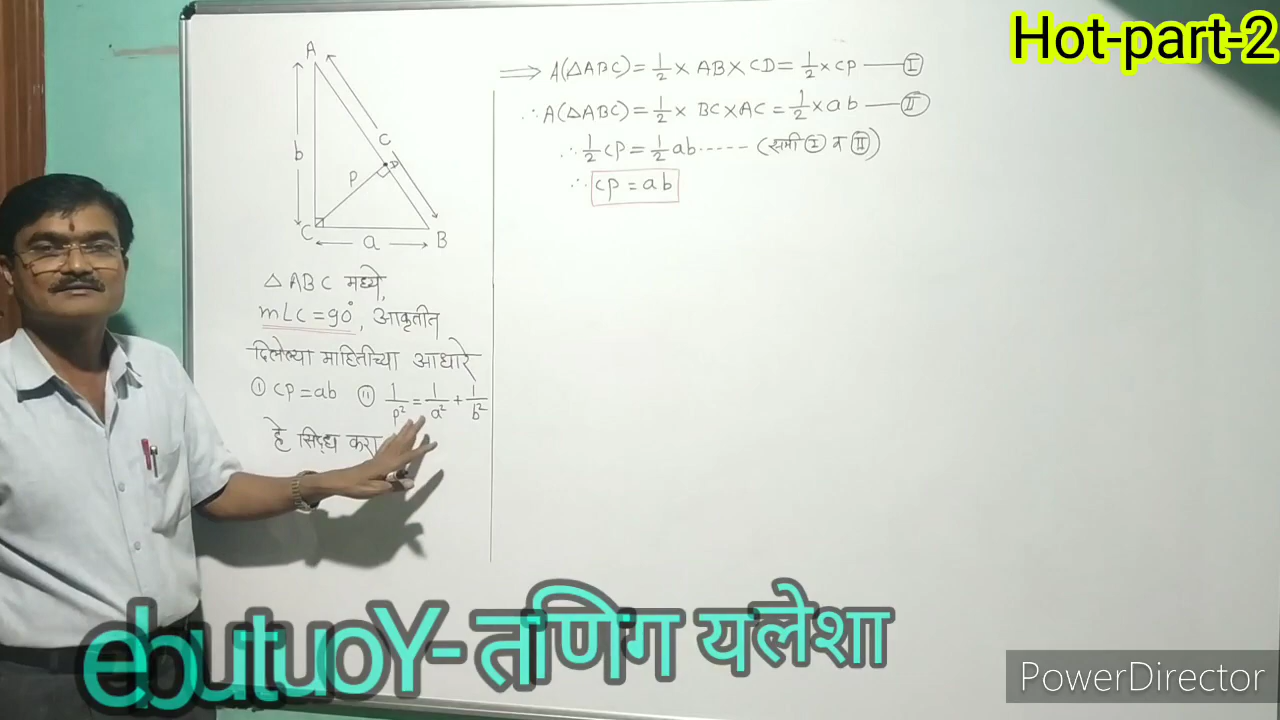 Hot-part-2
A
b
C
P
D
C
a
B
△ ABC मध्ये,
m∠C = 90°, आकृतीत
दिलेल्या माहितीच्या आधारे
① cp = ab ⑪ 1/p² = 1/a² + 1/b²
हे सिद्ध करा
⟹ A(△ABC) = 1/2 × AB × CD = 1/2 × CP —— Ⅰ
∴ A(△ABC) = 1/2 × BC × AC = 1/2 × ab —— Ⅱ
∴ 1/2 CP = 1/2 ab ----- (समी Ⅰ व Ⅱ)
∴ CP = ab
ebutuoY-तणिग यलेशा
PowerDirector